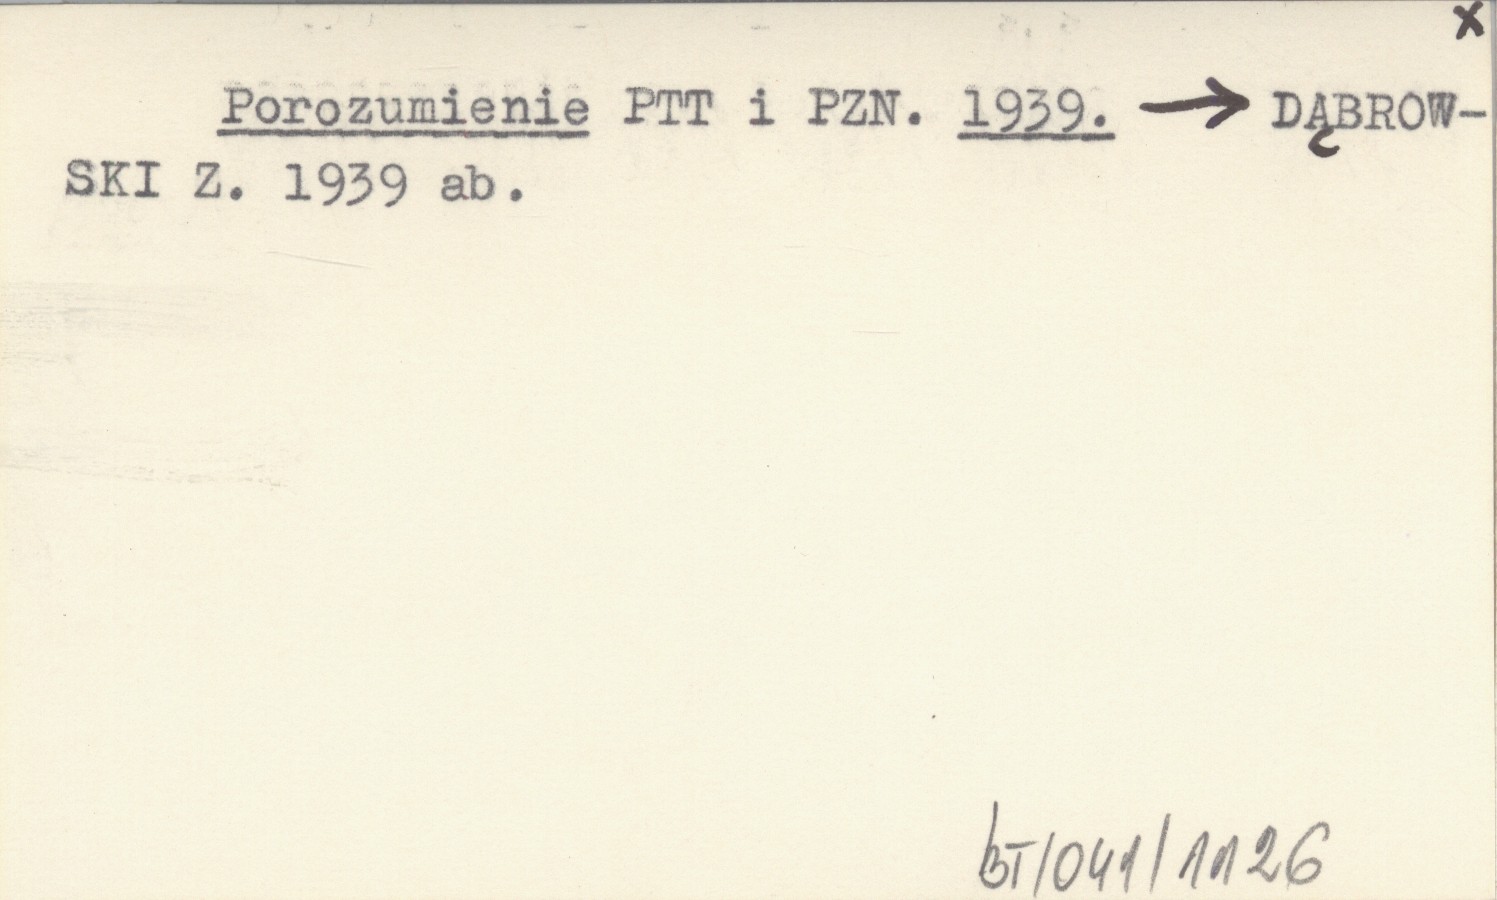 x
Porozumienie PTT i PZN. 1939. → DĄBROW-
SKI Z. 1939 ab.
BT/041/1126